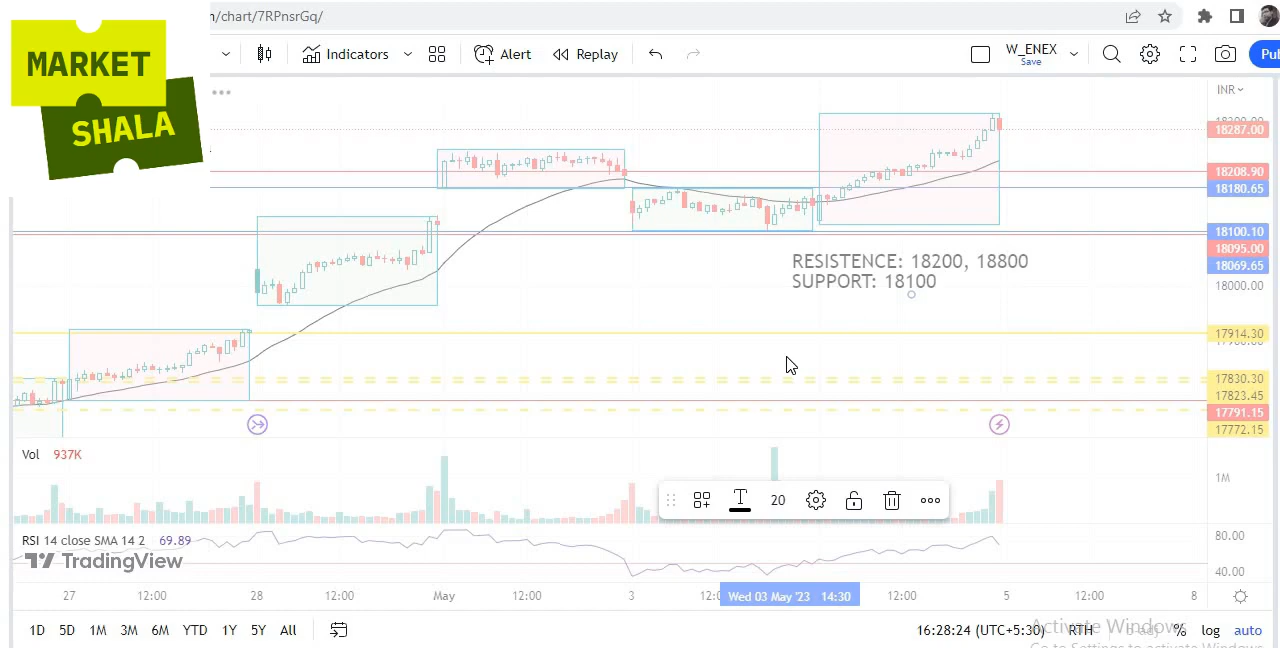 n/chart/7RPnsrGq/
MARKET
SHALA
Indicators
Alert
Replay
W_ENEX
Save
Pu
INR
18287.00
18208.90
18180.65
18100.10
18095.00
18069.65
18000.00
17914.30
17830.30
17823.45
17791.15
17772.15
RESISTENCE: 18200, 18800
SUPPORT: 18100
Vol 937K
1M
20
RSI 14 close SMA 14 2 69.89
80.00
40.00
TradingView
27 12:00 28 12:00 May 12:00 3 12:0 Wed 03 May '23 14:30 12:00 5 12:00 8
1D 5D 1M 3M 6M YTD 1Y 5Y All
16:28:24 (UTC+5:30) RTH % log auto
Activate Windows
Go to Settings to activate Windows